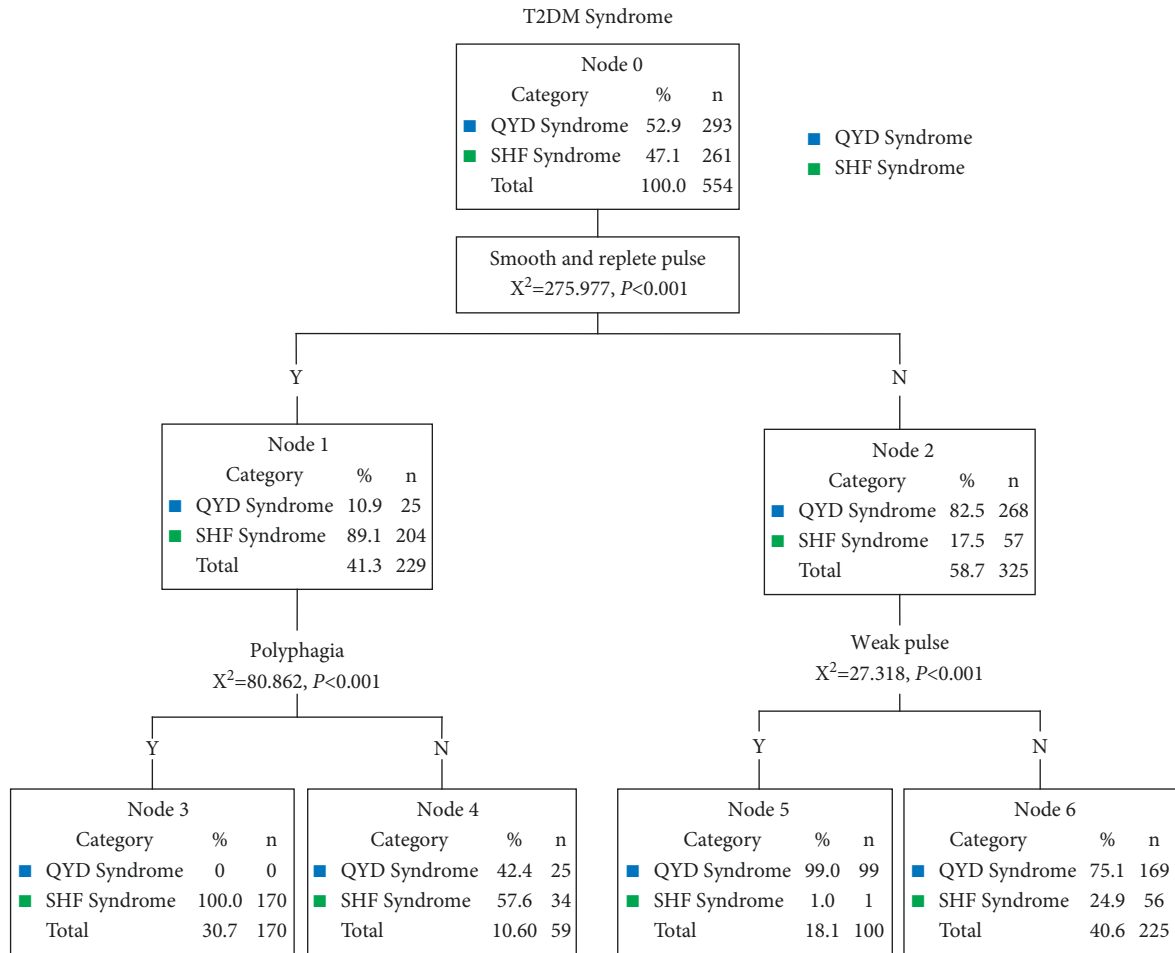 T2DM Syndrome
Node 0
Category % n
QYD Syndrome 52.9 293
SHF Syndrome 47.1 261
Total 100.0 554
QYD Syndrome
SHF Syndrome
Smooth and replete pulse
X²=275.977, P<0.001
Y
N
Node 1
Category % n
QYD Syndrome 10.9 25
SHF Syndrome 89.1 204
Total 41.3 229
Node 2
Category % n
QYD Syndrome 82.5 268
SHF Syndrome 17.5 57
Total 58.7 325
Polyphagia
X²=80.862, P<0.001
Weak pulse
X²=27.318, P<0.001
Y
N
Y
N
Node 3
Category % n
QYD Syndrome 0 0
SHF Syndrome 100.0 170
Total 30.7 170
Node 4
Category % n
QYD Syndrome 42.4 25
SHF Syndrome 57.6 34
Total 10.60 59
Node 5
Category % n
QYD Syndrome 99.0 99
SHF Syndrome 1.0 1
Total 18.1 100
Node 6
Category % n
QYD Syndrome 75.1 169
SHF Syndrome 24.9 56
Total 40.6 225